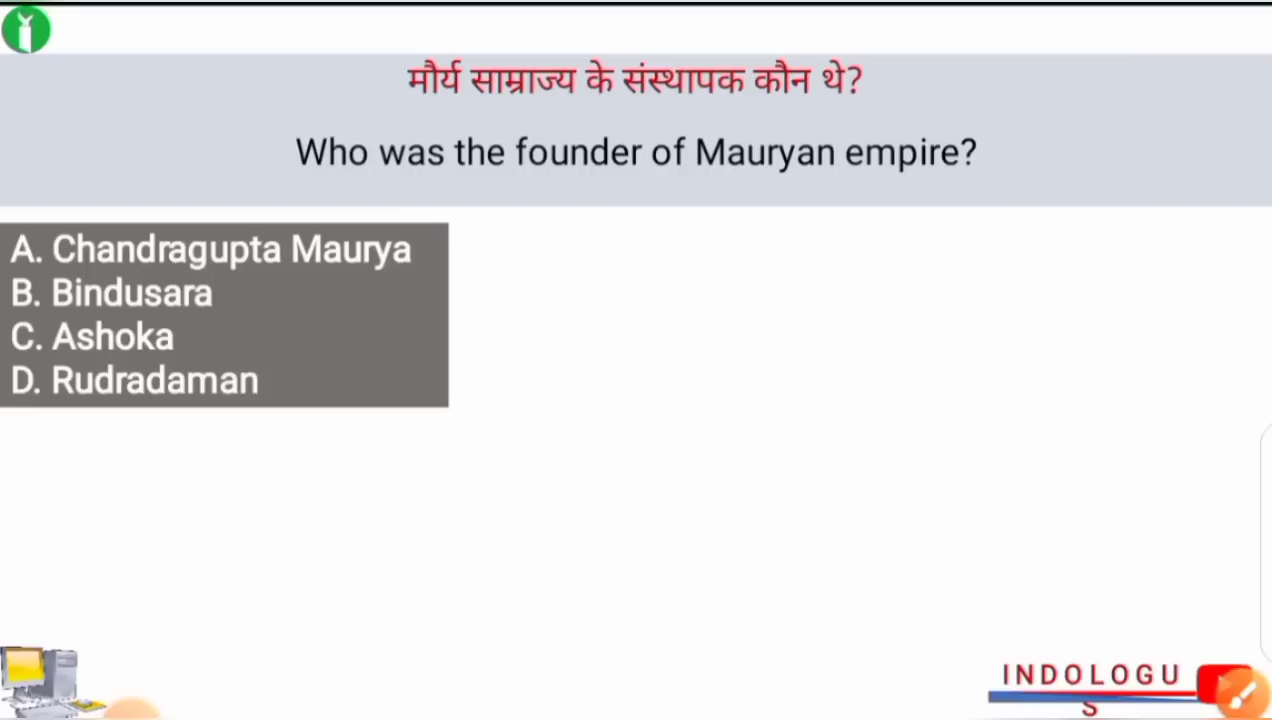 मौर्य साम्राज्य के संस्थापक कौन थे?
Who was the founder of Mauryan empire?
A. Chandragupta Maurya
B. Bindusara
C. Ashoka
D. Rudradaman
INDOLOGU
S